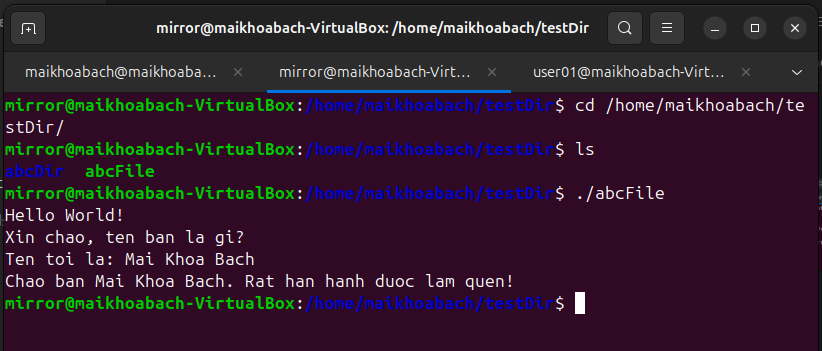 mirror@maikhoabach-VirtualBox: /home/maikhoabach/testDir
maikhoabach@maikhoaba... mirror@maikhoabach-Virt... user01@maikhoabach-Virt...
mirror@maikhoabach-VirtualBox:/home/maikhoabach/testDir$ cd /home/maikhoabach/te
stDir/
mirror@maikhoabach-VirtualBox:/home/maikhoabach/testDir$ ls
abcDir  abcFile
mirror@maikhoabach-VirtualBox:/home/maikhoabach/testDir$ ./abcFile
Hello World!
Xin chao, ten ban la gi?
Ten toi la: Mai Khoa Bach
Chao ban Mai Khoa Bach. Rat han hanh duoc lam quen!
mirror@maikhoabach-VirtualBox:/home/maikhoabach/testDir$